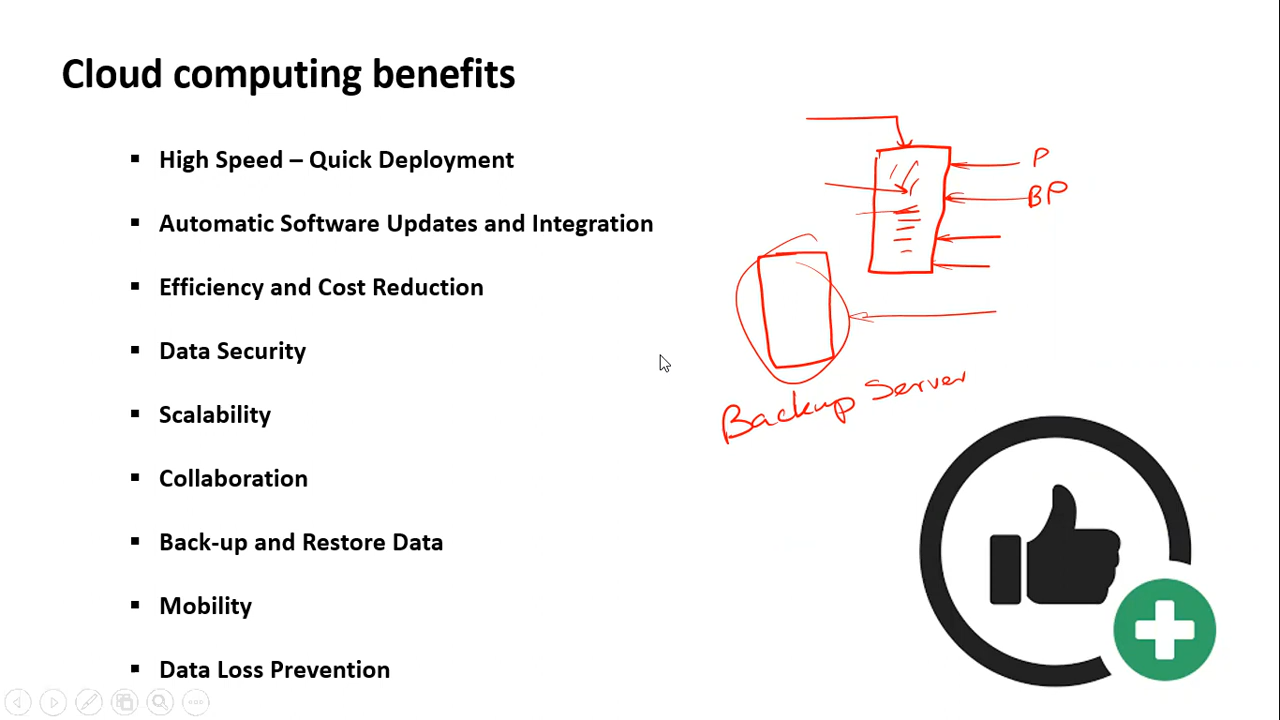 Cloud computing benefits
▪ High Speed – Quick Deployment
▪ Automatic Software Updates and Integration
▪ Efficiency and Cost Reduction
▪ Data Security
▪ Scalability
▪ Collaboration
▪ Back-up and Restore Data
▪ Mobility
▪ Data Loss Prevention
P
BP
Backup Server